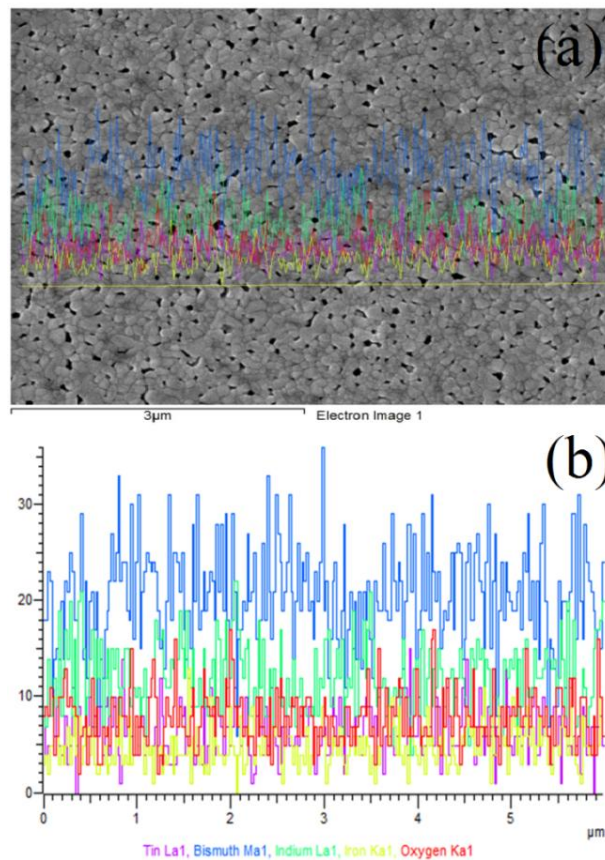 (a)
3µm Electron Image 1
(b)
30
20
10
0
0 1 2 3 4 5 µm
Tin La1, Bismuth Ma1, Indium La1, Iron Ka1, Oxygen Ka1